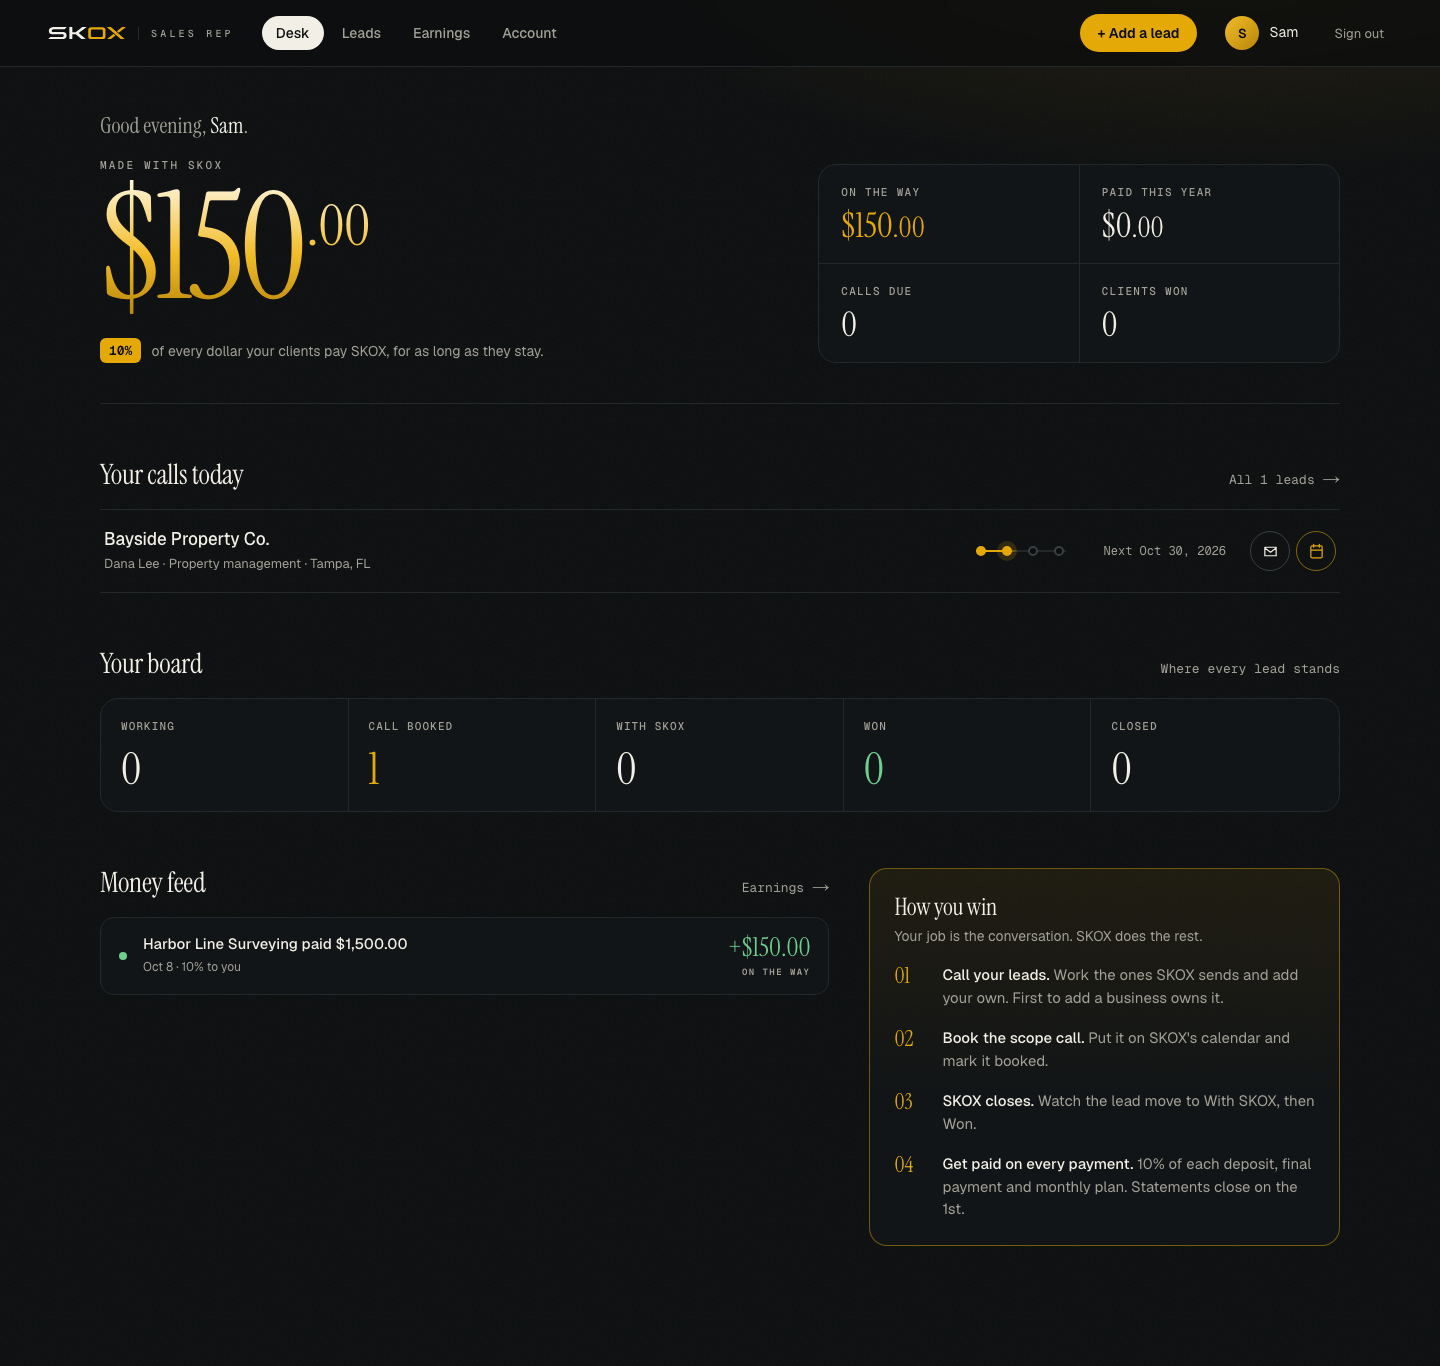 SKOX
SALES REP
Desk
Leads
Earnings
Account
+ Add a lead
S
Sam
Sign out
Good evening, Sam.
MADE WITH SKOX
$150.00
10% of every dollar your clients pay SKOX, for as long as they stay.
ON THE WAY
$150.00
PAID THIS YEAR
$0.00
CALLS DUE
0
CLIENTS WON
0
Your calls today
All 1 leads →
Bayside Property Co.
Dana Lee · Property management · Tampa, FL
Next Oct 30, 2026
Your board
Where every lead stands
WORKING
0
CALL BOOKED
1
WITH SKOX
0
WON
0
CLOSED
0
Money feed
Earnings →
Harbor Line Surveying paid $1,500.00
Oct 8 · 10% to you
+$150.00
ON THE WAY
How you win
Your job is the conversation. SKOX does the rest.
01
Call your leads. Work the ones SKOX sends and add
your own. First to add a business owns it.
02
Book the scope call. Put it on SKOX's calendar and
mark it booked.
03
SKOX closes. Watch the lead move to With SKOX, then
Won.
04
Get paid on every payment. 10% of each deposit, final
payment and monthly plan. Statements close on the
1st.